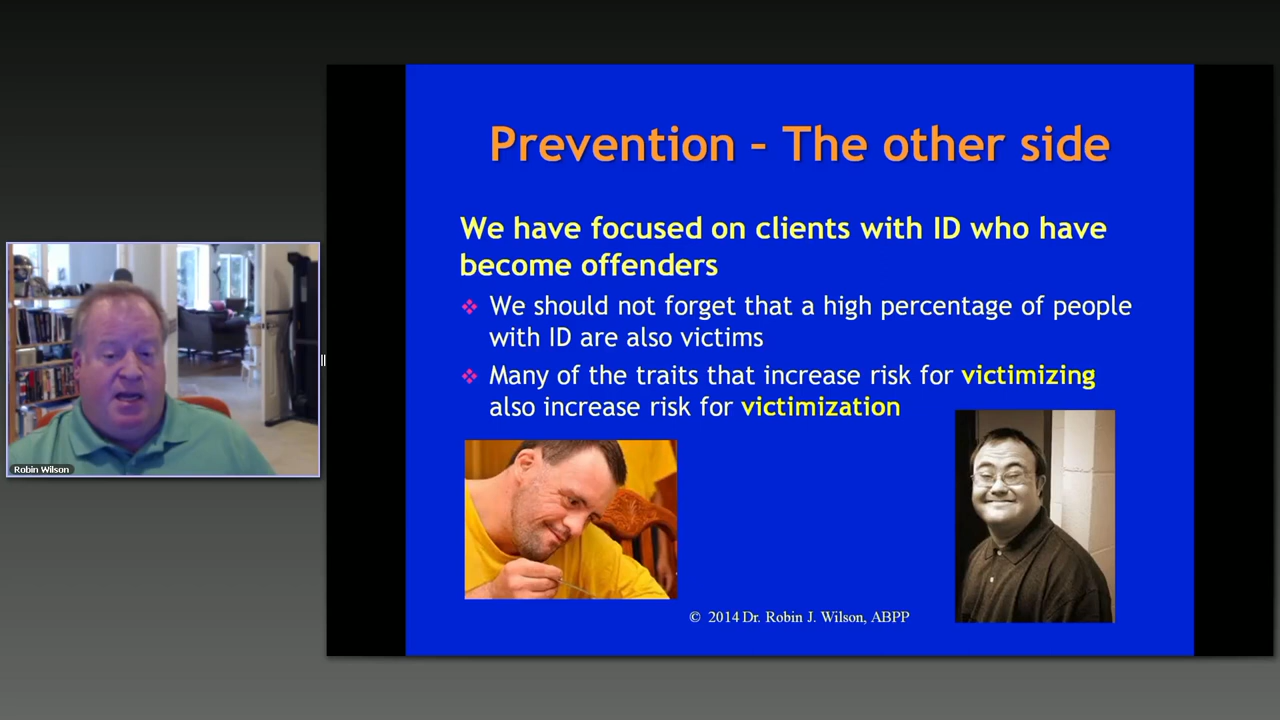 Prevention – The other side
We have focused on clients with ID who have
become offenders
❖ We should not forget that a high percentage of people
with ID are also victims
❖ Many of the traits that increase risk for victimizing
also increase risk for victimization
© 2014 Dr. Robin J. Wilson, ABPP
Robin Wilson